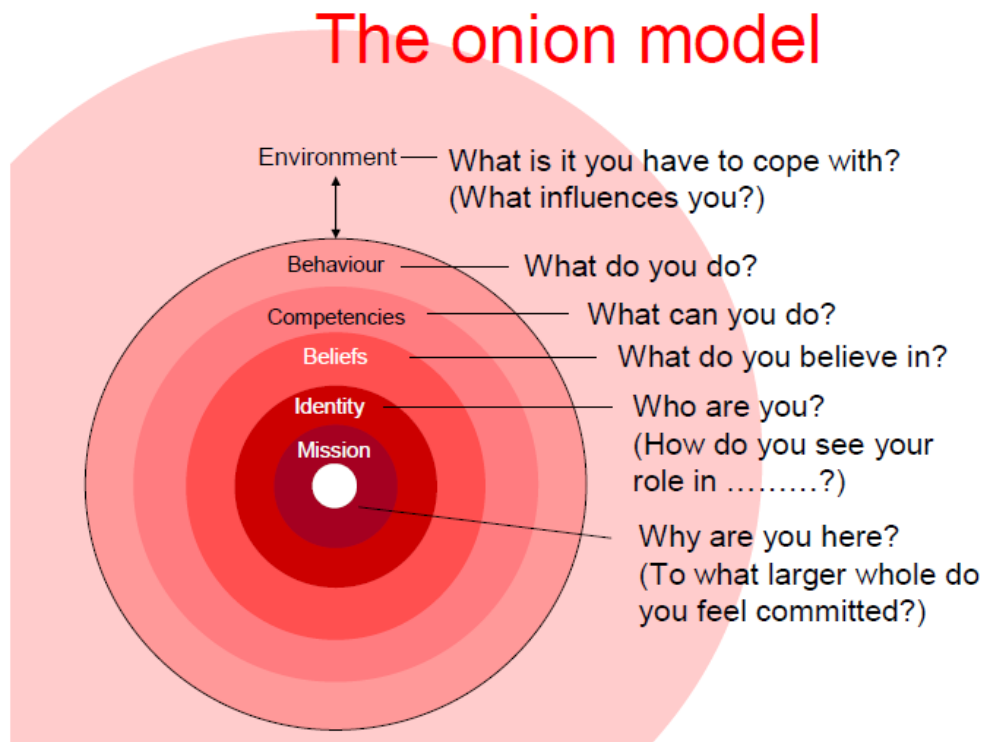 The onion model
Environment
What is it you have to cope with?
(What influences you?)
Behaviour
What do you do?
Competencies
What can you do?
Beliefs
What do you believe in?
Identity
Who are you?
(How do you see your
role in ………?)
Mission
Why are you here?
(To what larger whole do
you feel committed?)